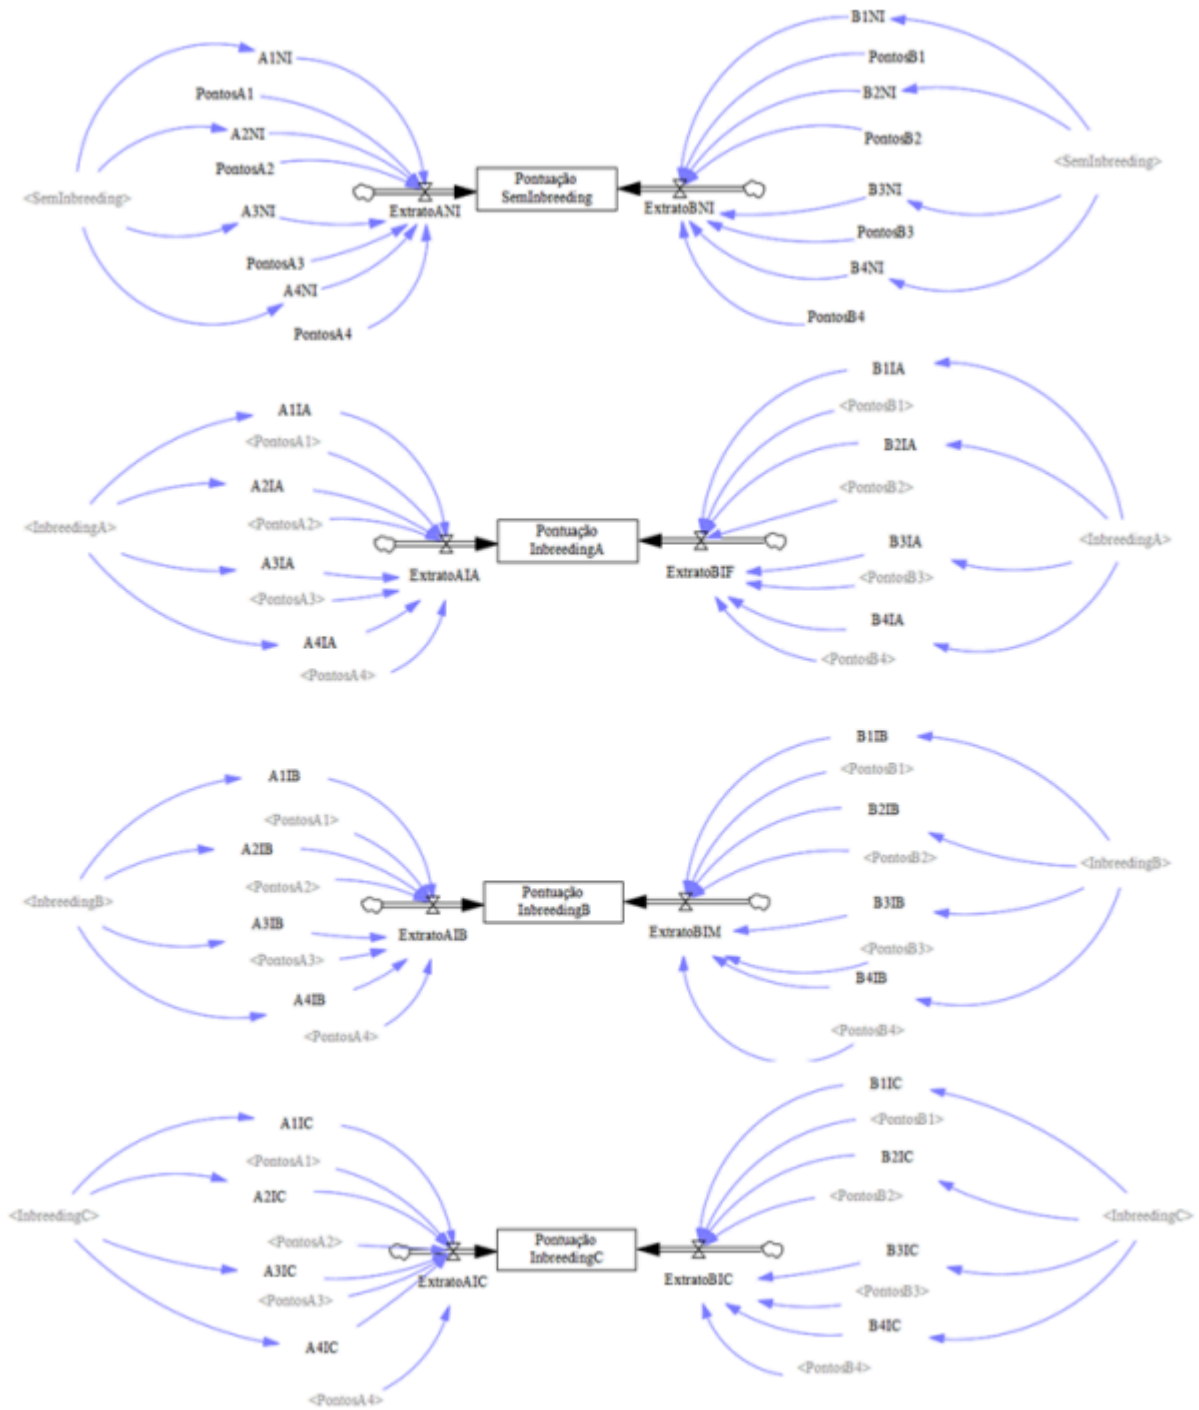 B1NI
A1NI
PontosB1
PontosA1
B2NI
A2NI
PontosB2
PontosA2
<SemInbreeding>
Pontuação
SemInbreeding
<SemInbreeding>
B3NI
A3NI
ExtratoANI
ExtratoBNI
PontosB3
PontosA3
B4NI
A4NI
PontosB4
PontosA4
B1IA
A1IA
<PontosB1>
<PontosA1>
B2IA
A2IA
<PontosB2>
<PontosA2>
<InbreedingA>
Pontuação
InbreedingA
<InbreedingA>
B3IA
A3IA
ExtratoAIA
ExtratoBIF
<PontosB3>
<PontosA3>
B4IA
A4IA
<PontosB4>
<PontosA4>
B1IB
A1IB
<PontosB1>
<PontosA1>
B2IB
A2IB
<PontosB2>
<PontosA2>
<InbreedingB>
Pontuação
InbreedingB
<InbreedingB>
B3IB
A3IB
ExtratoAIB
ExtratoBIM
<PontosB3>
<PontosA3>
B4IB
A4IB
<PontosB4>
<PontosA4>
B1IC
A1IC
<PontosB1>
<PontosA1>
B2IC
A2IC
<PontosB2>
<InbreedingC>
<InbreedingC>
<PontosA2>
Pontuação
InbreedingC
B3IC
A3IC
ExtratoAIC
ExtratoBIC
<PontosB3>
<PontosA3>
B4IC
A4IC
<PontosB4>
<PontosA4>